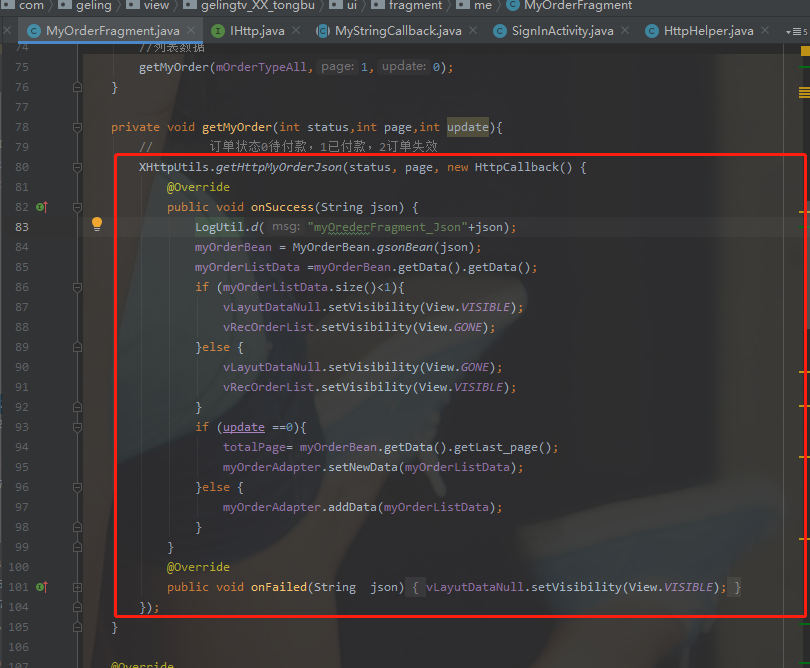 com geling view gelingtv_XX_tongbu ui fragment me MyOrderFragment
MyOrderFragment.java IHttp.java MyStringCallback.java SignInActivity.java HttpHelper.java
74 //列表数据
75 getMyOrder(mOrderTypeAll, page: 1, update: 0);
76 }
77
78 private void getMyOrder(int status,int page,int update){
79 // 订单状态0待付款，1已付款，2订单失效
80 XHttpUtils.getHttpMyOrderJson(status, page, new HttpCallback() {
81 @Override
82 public void onSuccess(String json) {
83 LogUtil.d( msg: "myOrederFragment_Json"+json);
84 myOrderBean = MyOrderBean.gsonBean(json);
85 myOrderListData =myOrderBean.getData().getData();
86 if (myOrderListData.size()<1){
87 vLayutDataNull.setVisibility(View.VISIBLE);
88 vRecOrderList.setVisibility(View.GONE);
89 }else {
90 vLayutDataNull.setVisibility(View.GONE);
91 vRecOrderList.setVisibility(View.VISIBLE);
92 }
93 if (update ==0){
94 totalPage= myOrderBean.getData().getLast_page();
95 myOrderAdapter.setNewData(myOrderListData);
96 }else {
97 myOrderAdapter.addData(myOrderListData);
98 }
99 }
100 @Override
101 public void onFailed(String json) { vLayutDataNull.setVisibility(View.VISIBLE); }
104 });
105 }
106
107 @Override